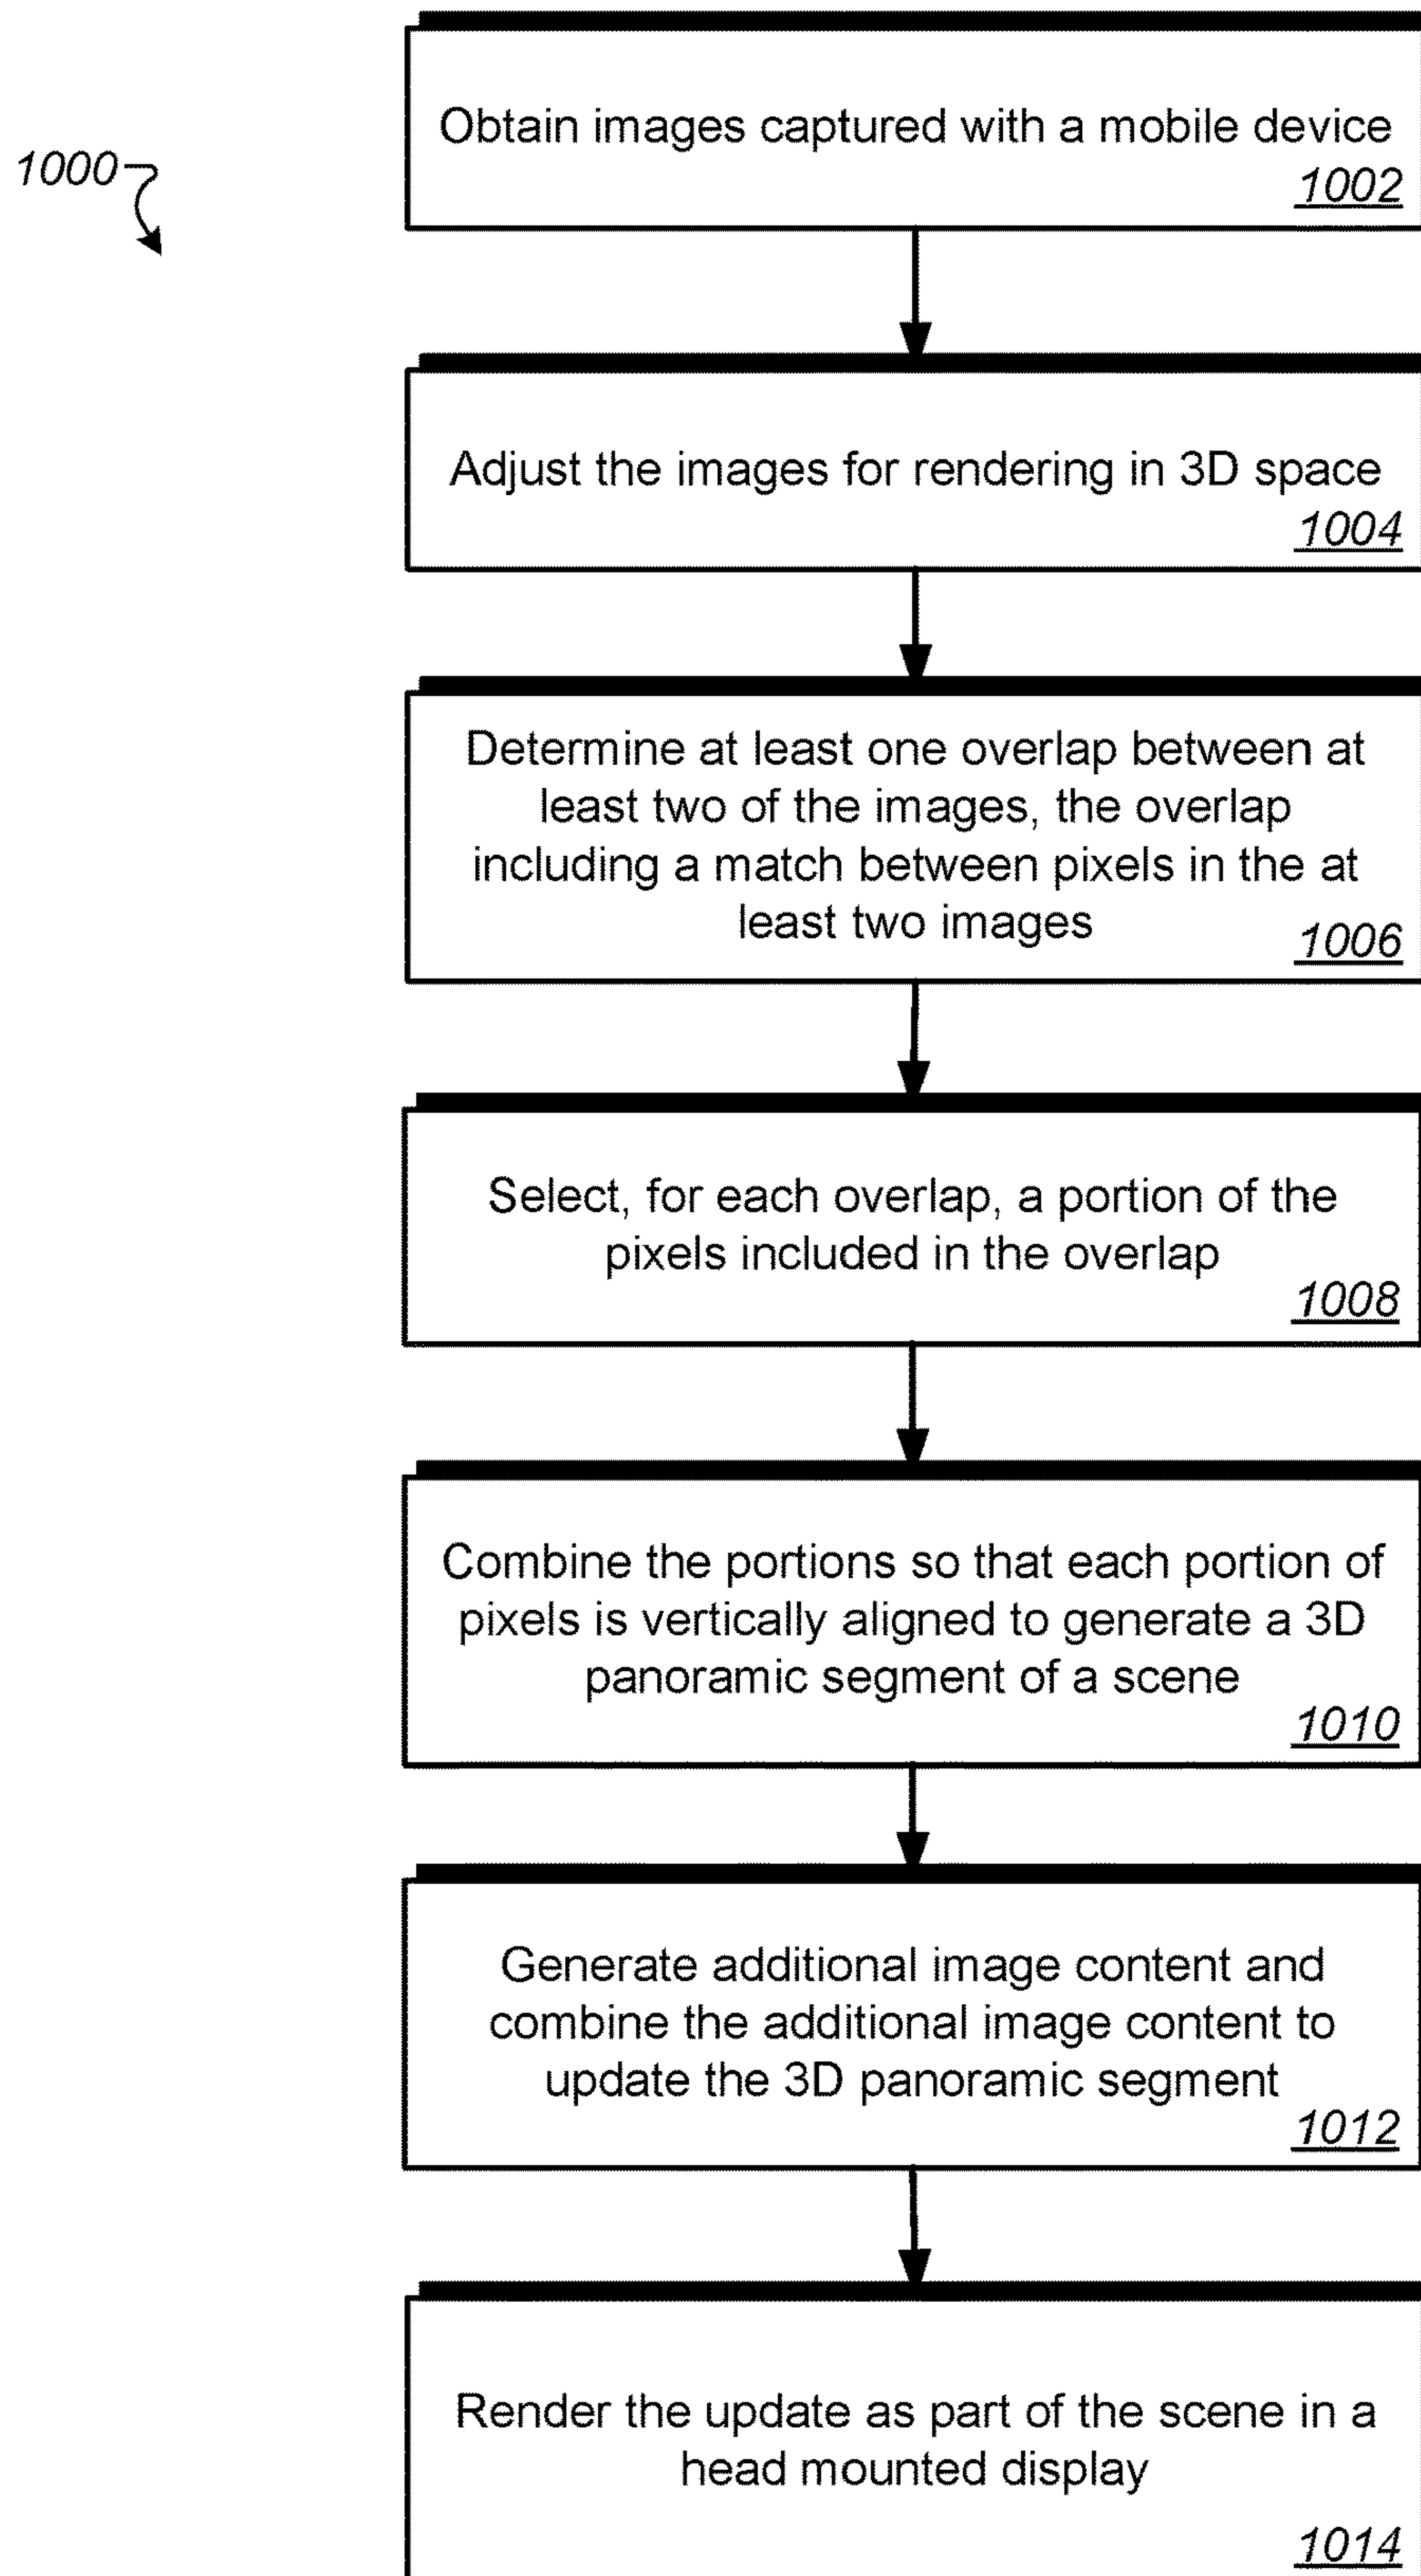 Obtain images captured with a mobile device
1000
1002
Adjust the images for rendering in 3D space
1004
Determine at least one overlap between at
least two of the images, the overlap
including a match between pixels in the at
least two images
1006
Select, for each overlap, a portion of the
pixels included in the overlap
1008
Combine the portions so that each portion of
pixels is vertically aligned to generate a 3D
panoramic segment of a scene
1010
Generate additional image content and
combine the additional image content to
update the 3D panoramic segment
1012
Render the update as part of the scene in a
head mounted display
1014